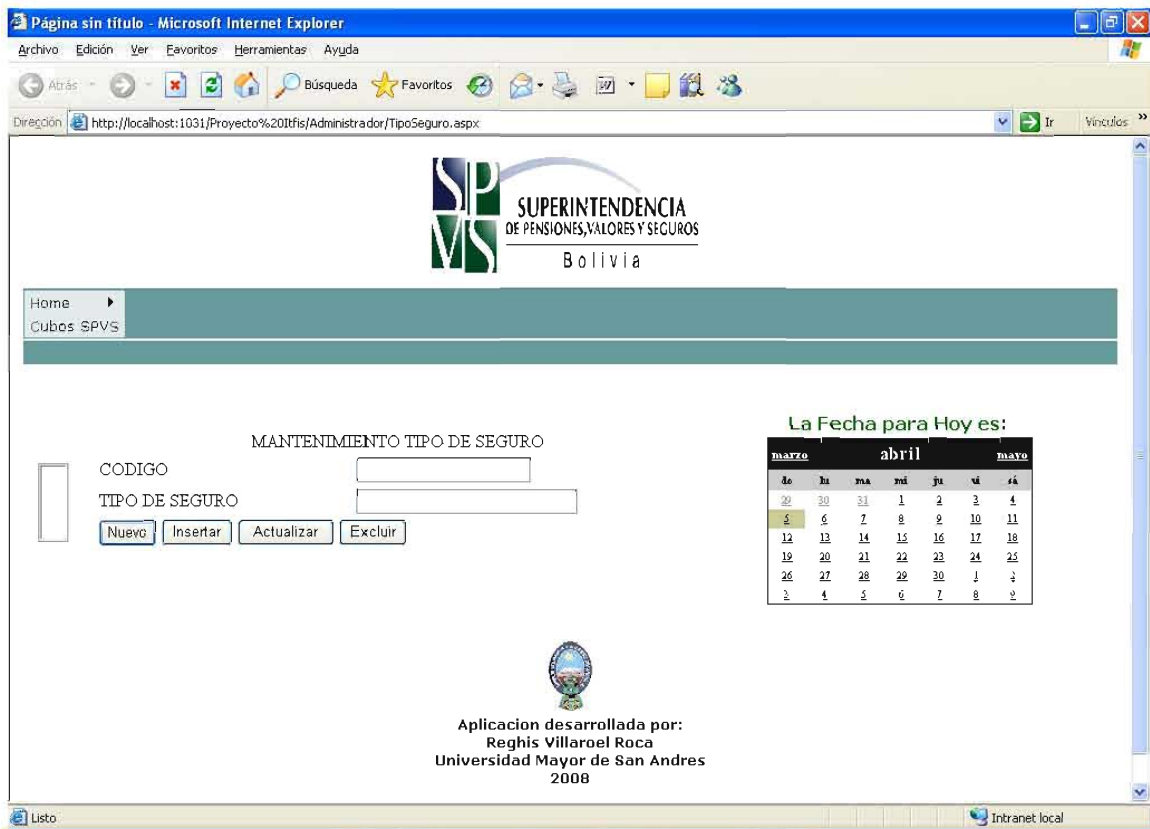 Página sin título - Microsoft Internet Explorer
Archivo Edición Ver Favoritos Herramientas Ayuda
Atrás Búsqueda Favoritos
Dirección http://localhost:1031/Proyecto%20Itfis/Administrador/TipoSeguro.aspx Ir Vínculos »
SPVS
SUPERINTENDENCIA
DE PENSIONES, VALORES Y SEGUROS
Bolivia
Home
Cubos SPVS
MANTENIMIENTO TIPO DE SEGURO
CODIGO
TIPO DE SEGURO
Nuevo Insertar Actualizar Excluir
La Fecha para Hoy es:
marzo abril mayo
do lu ma mi ju vi sá
29 30 31 1 2 3 4
5 6 7 8 9 10 11
12 13 14 15 16 17 18
19 20 21 22 23 24 25
26 27 28 29 30 1 2
3 4 5 6 7 8 9
Aplicacion desarrollada por:
Reghis Villaroel Roca
Universidad Mayor de San Andres
2008
Listo Intranet local